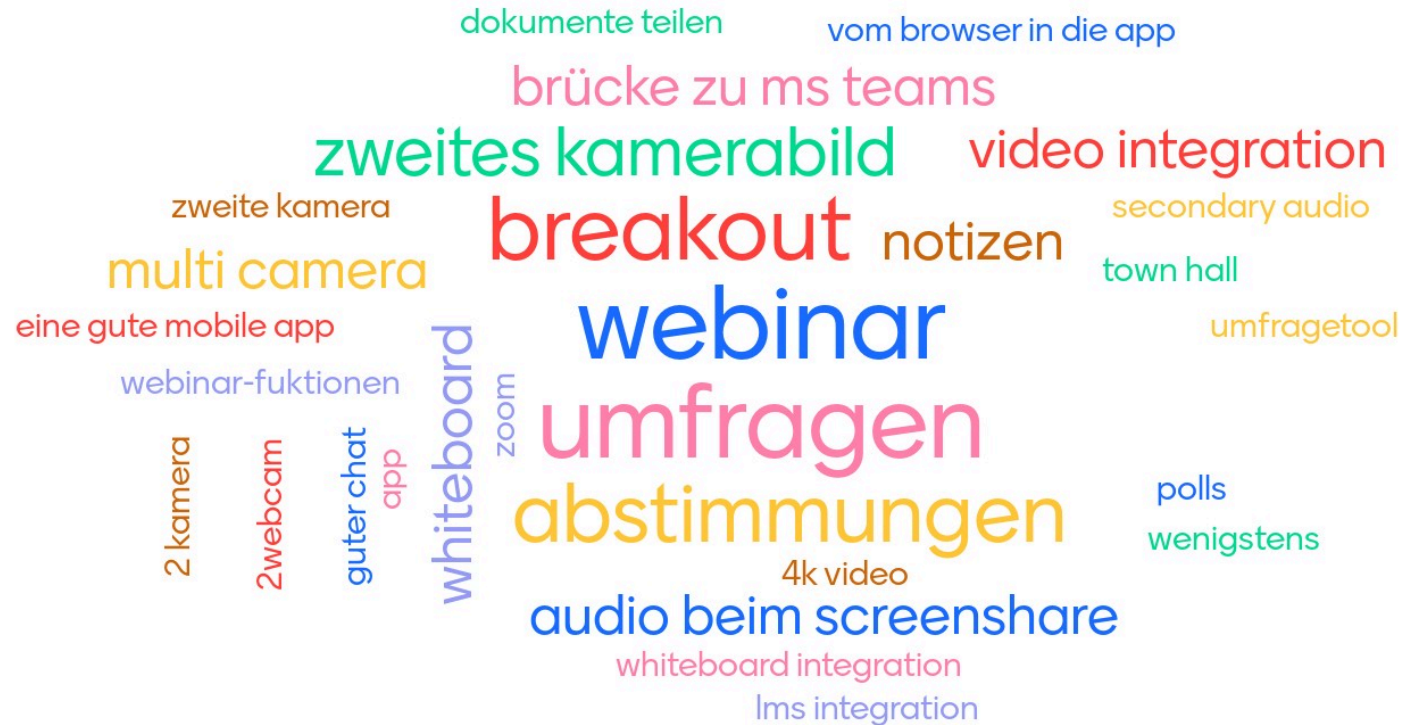 dokumente teilen
vom browser in die app
brücke zu ms teams
zweites kamerabild
video integration
zweite kamera
breakout
notizen
secondary audio
multi camera
town hall
eine gute mobile app
webinar
umfragetool
webinar-fuktionen
whiteboard
zoom
umfragen
2 kamera
2webcam
guter chat
app
abstimmungen
polls
wenigstens
4k video
audio beim screenshare
whiteboard integration
lms integration